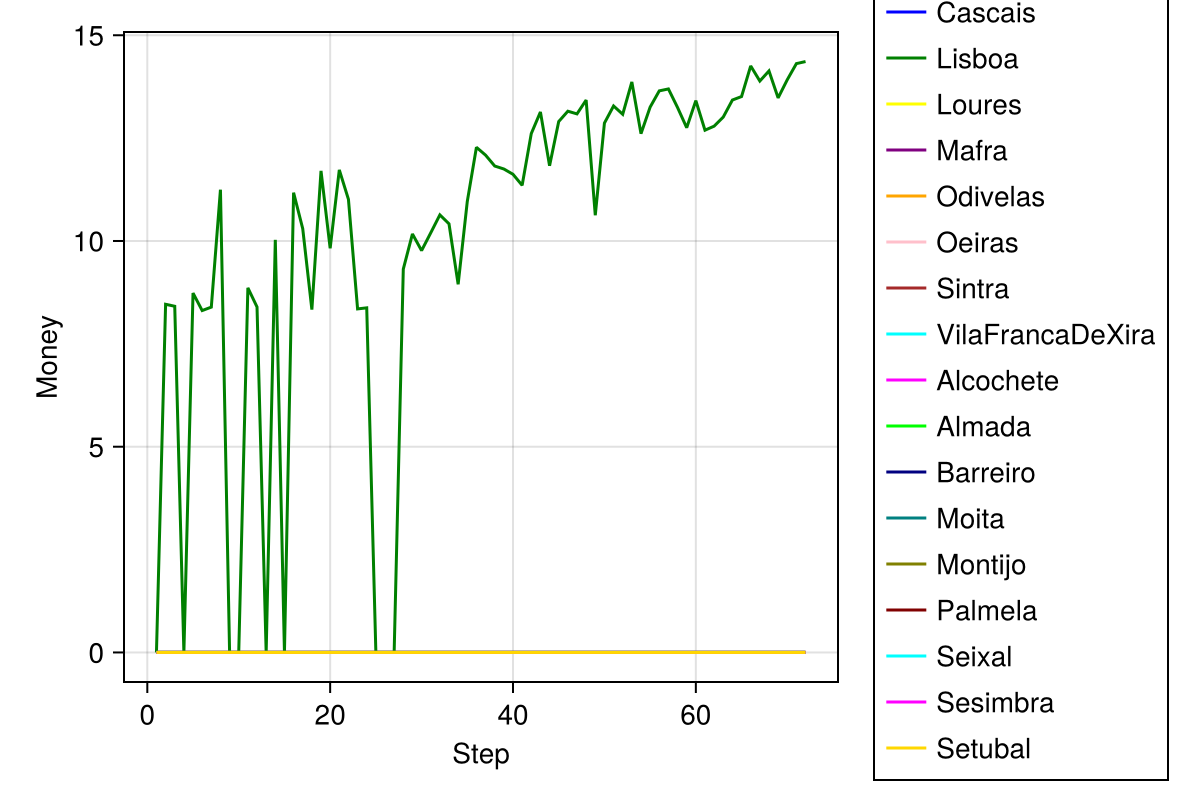 15
10
5
0
Money
0
20
40
60
Step
Cascais
Lisboa
Loures
Mafra
Odivelas
Oeiras
Sintra
VilaFrancaDeXira
Alcochete
Almada
Barreiro
Moita
Montijo
Palmela
Seixal
Sesimbra
Setubal